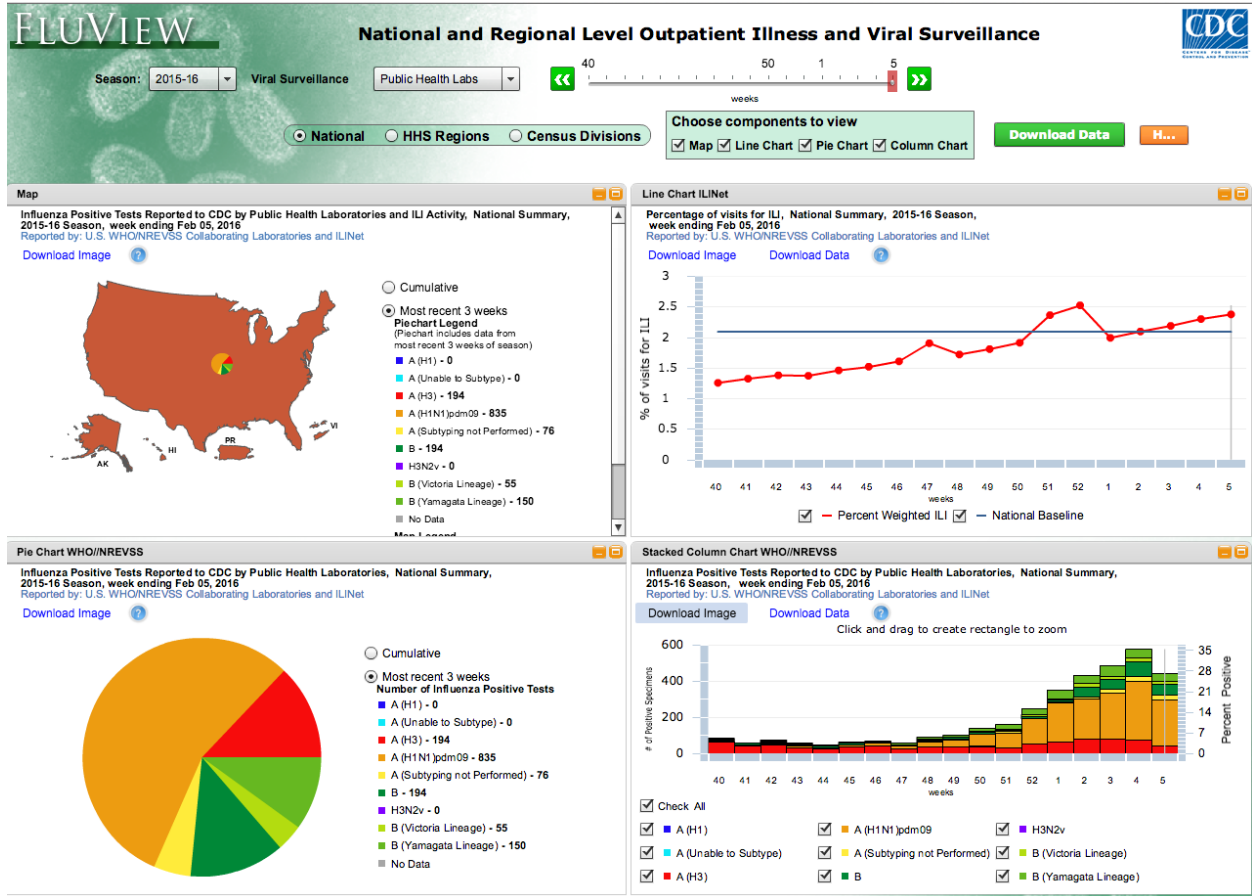 FLUVIEW
National and Regional Level Outpatient Illness and Viral Surveillance
CDC
CENTERS FOR DISEASE CONTROL AND PREVENTION
Season: 2015-16 Viral Surveillance Public Health Labs
40 50 1 5
weeks
National HHS Regions Census Divisions
Choose components to view
Map Line Chart Pie Chart Column Chart
Download Data
H...
Map
Influenza Positive Tests Reported to CDC by Public Health Laboratories and ILI Activity, National Summary,
2015-16 Season, week ending Feb 05, 2016
Reported by: U.S. WHO/NREVSS Collaborating Laboratories and ILINet
Download Image ?
Cumulative
Most recent 3 weeks
Piechart Legend
(Piechart includes data from
most recent 3 weeks of season)
A (H1) - 0
A (Unable to Subtype) - 0
A (H3) - 194
A (H1N1)pdm09 - 835
A (Subtyping not Performed) - 76
B - 194
H3N2v - 0
B (Victoria Lineage) - 55
B (Yamagata Lineage) - 150
No Data
Map Legend
AK
HI
PR
VI
Line Chart ILINet
Percentage of visits for ILI, National Summary, 2015-16 Season,
week ending Feb 05, 2016
Reported by: U.S. WHO/NREVSS Collaborating Laboratories and ILINet
Download Image Download Data ?
% of visits for ILI
3
2.5
2
1.5
1
0.5
0
40 41 42 43 44 45 46 47 48 49 50 51 52 1 2 3 4 5
weeks
Percent Weighted ILI National Baseline
Pie Chart WHO//NREVSS
Influenza Positive Tests Reported to CDC by Public Health Laboratories, National Summary,
2015-16 Season, week ending Feb 05, 2016
Reported by: U.S. WHO/NREVSS Collaborating Laboratories and ILINet
Download Image ?
Cumulative
Most recent 3 weeks
Number of Influenza Positive Tests
A (H1) - 0
A (Unable to Subtype) - 0
A (H3) - 194
A (H1N1)pdm09 - 835
A (Subtyping not Performed) - 76
B - 194
H3N2v - 0
B (Victoria Lineage) - 55
B (Yamagata Lineage) - 150
No Data
Stacked Column Chart WHO//NREVSS
Influenza Positive Tests Reported to CDC by Public Health Laboratories, National Summary,
2015-16 Season, week ending Feb 05, 2016
Reported by: U.S. WHO/NREVSS Collaborating Laboratories and ILINet
Download Image Download Data ?
Click and drag to create rectangle to zoom
# of Positive Specimens
600
400
200
0
35
28
21
14
7
0
Percent Positive
40 41 42 43 44 45 46 47 48 49 50 51 52 1 2 3 4 5
weeks
Check All
A (H1) A (H1N1)pdm09 H3N2v
A (Unable to Subtype) A (Subtyping not Performed) B (Victoria Lineage)
A (H3) B B (Yamagata Lineage)